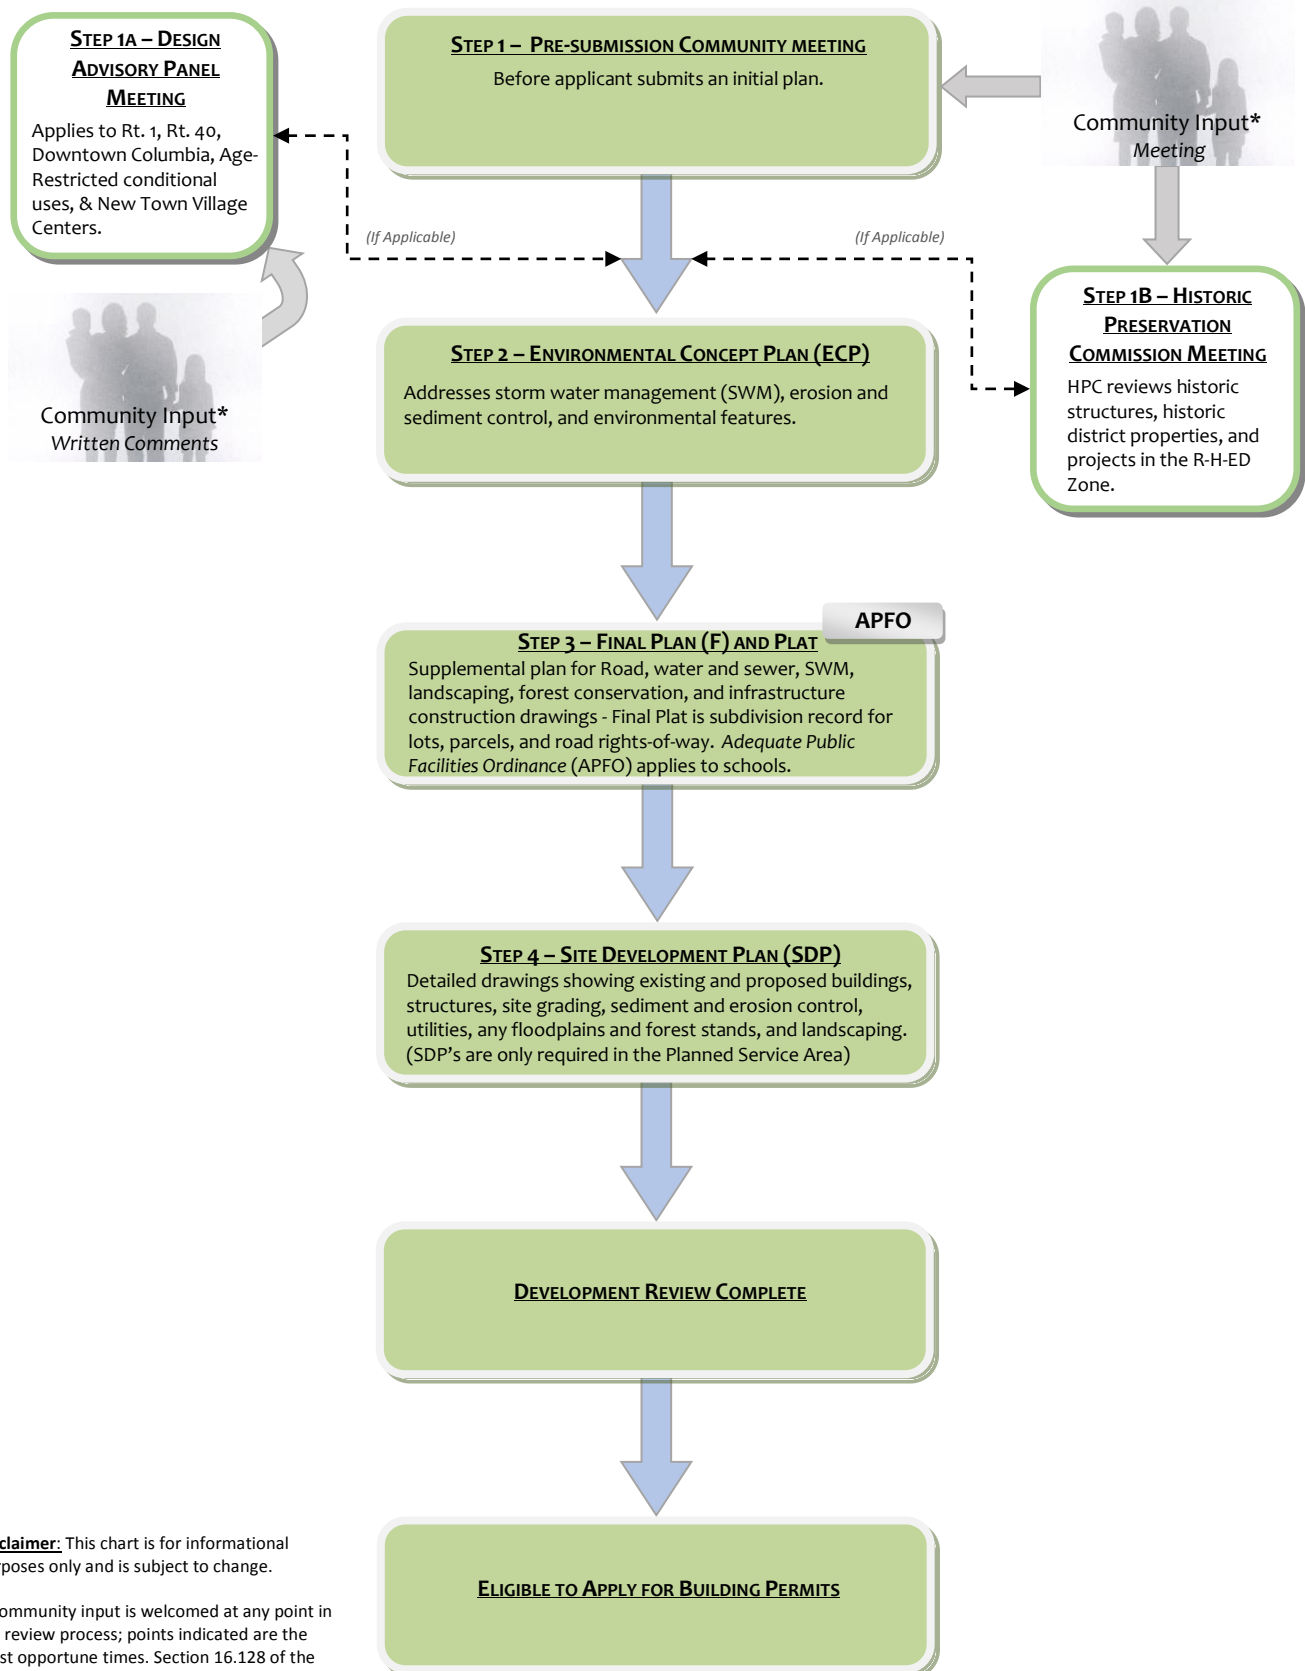 STEP 1A – DESIGN
ADVISORY PANEL
MEETING
Applies to Rt. 1, Rt. 40,
Downtown Columbia, Age-
Restricted conditional
uses, & New Town Village
Centers.
STEP 1 – PRE-SUBMISSION COMMUNITY MEETING
Before applicant submits an initial plan.
Community Input*
Meeting
(If Applicable)
(If Applicable)
Community Input*
Written Comments
STEP 1B – HISTORIC
PRESERVATION
COMMISSION MEETING
HPC reviews historic
structures, historic
district properties, and
projects in the R-H-ED
Zone.
STEP 2 – ENVIRONMENTAL CONCEPT PLAN (ECP)
Addresses storm water management (SWM), erosion and
sediment control, and environmental features.
APFO
STEP 3 – FINAL PLAN (F) AND PLAT
Supplemental plan for Road, water and sewer, SWM,
landscaping, forest conservation, and infrastructure
construction drawings - Final Plat is subdivision record for
lots, parcels, and road rights-of-way. Adequate Public
Facilities Ordinance (APFO) applies to schools.
STEP 4 – SITE DEVELOPMENT PLAN (SDP)
Detailed drawings showing existing and proposed buildings,
structures, site grading, sediment and erosion control,
utilities, any floodplains and forest stands, and landscaping.
(SDP's are only required in the Planned Service Area)
DEVELOPMENT REVIEW COMPLETE
ELIGIBLE TO APPLY FOR BUILDING PERMITS
claimer: This chart is for informational
rposes only and is subject to change.
ommunity input is welcomed at any point in
review process; points indicated are the
st opportune times. Section 16.128 of the